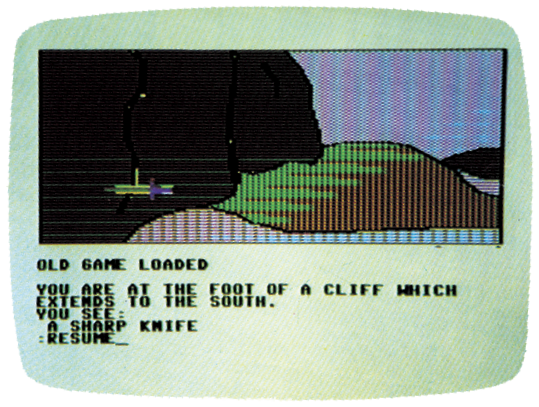 OLD GAME LOADED
YOU ARE AT THE FOOT OF A CLIFF WHICH
EXTENDS TO THE SOUTH.
YOU SEE:
A SHARP KNIFE
:RESUME_